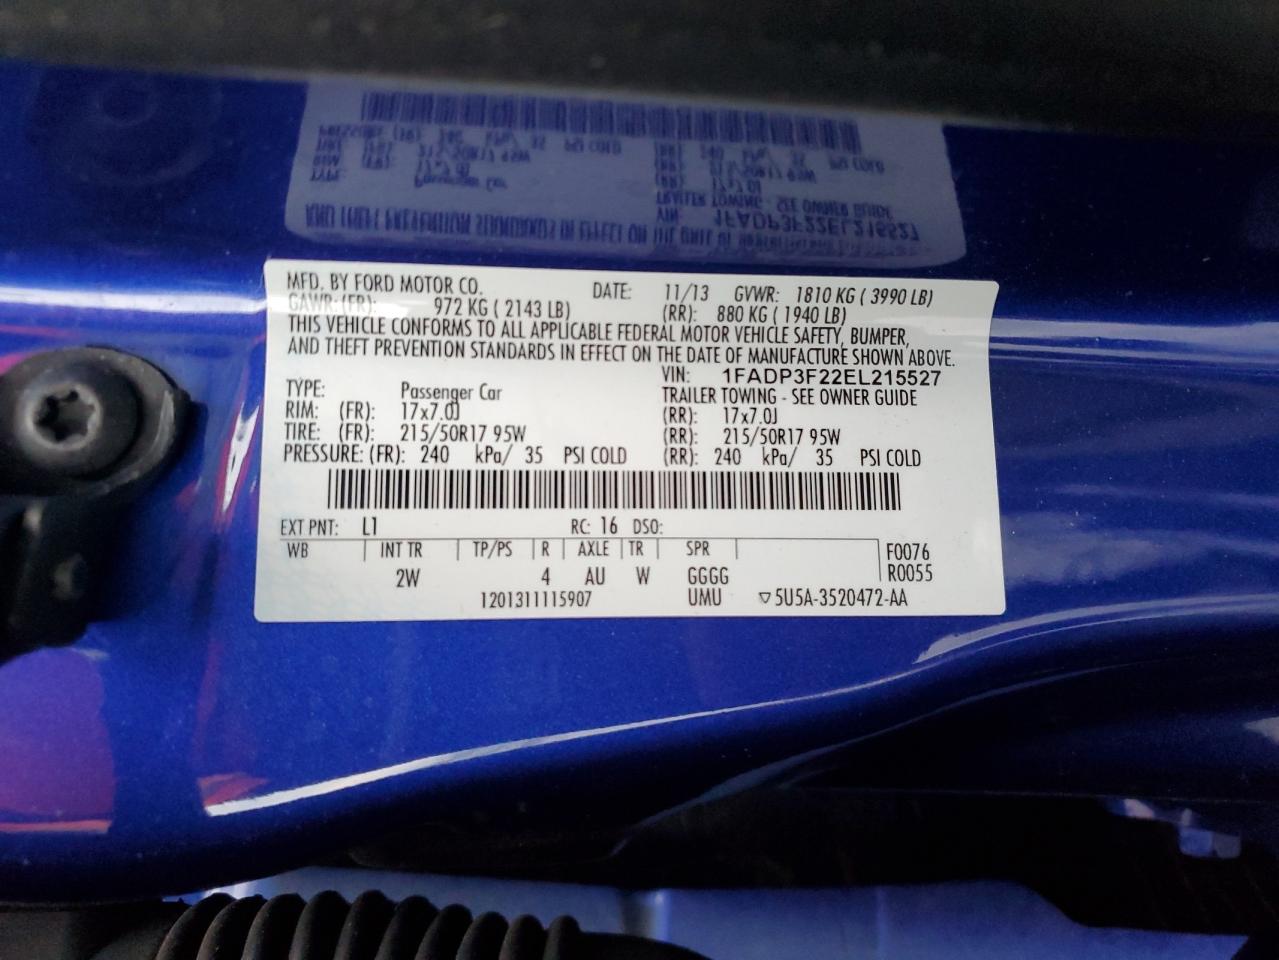 MFD. BY FORD MOTOR CO. DATE: 11/13 GVWR: 1810 KG ( 3990 LB)
GAWR: (FR): 972 KG ( 2143 LB) (RR): 880 KG ( 1940 LB)
THIS VEHICLE CONFORMS TO ALL APPLICABLE FEDERAL MOTOR VEHICLE SAFETY, BUMPER,
AND THEFT PREVENTION STANDARDS IN EFFECT ON THE DATE OF MANUFACTURE SHOWN ABOVE.
VIN: 1FADP3F22EL215527
TYPE: Passenger Car TRAILER TOWING - SEE OWNER GUIDE
RIM: (FR): 17x7.0J (RR): 17x7.0J
TIRE: (FR): 215/50R17 95W (RR): 215/50R17 95W
PRESSURE: (FR): 240 kPa/ 35 PSI COLD (RR): 240 kPa/ 35 PSI COLD
EXT PNT: L1 RC: 16 DSO:
WB INT TR TP/PS R AXLE TR SPR F0076
2W 4 AU W GGGG R0055
1201311115907 UMU ▽5U5A-3520472-AA